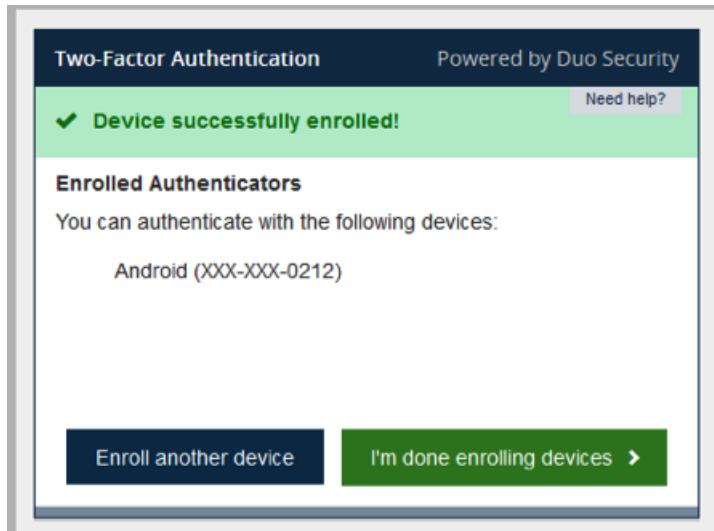 Two-Factor Authentication
Powered by Duo Security
Need help?
Device successfully enrolled!
Enrolled Authenticators
You can authenticate with the following devices:
Android (XXX-XXX-0212)
Enroll another device
I'm done enrolling devices